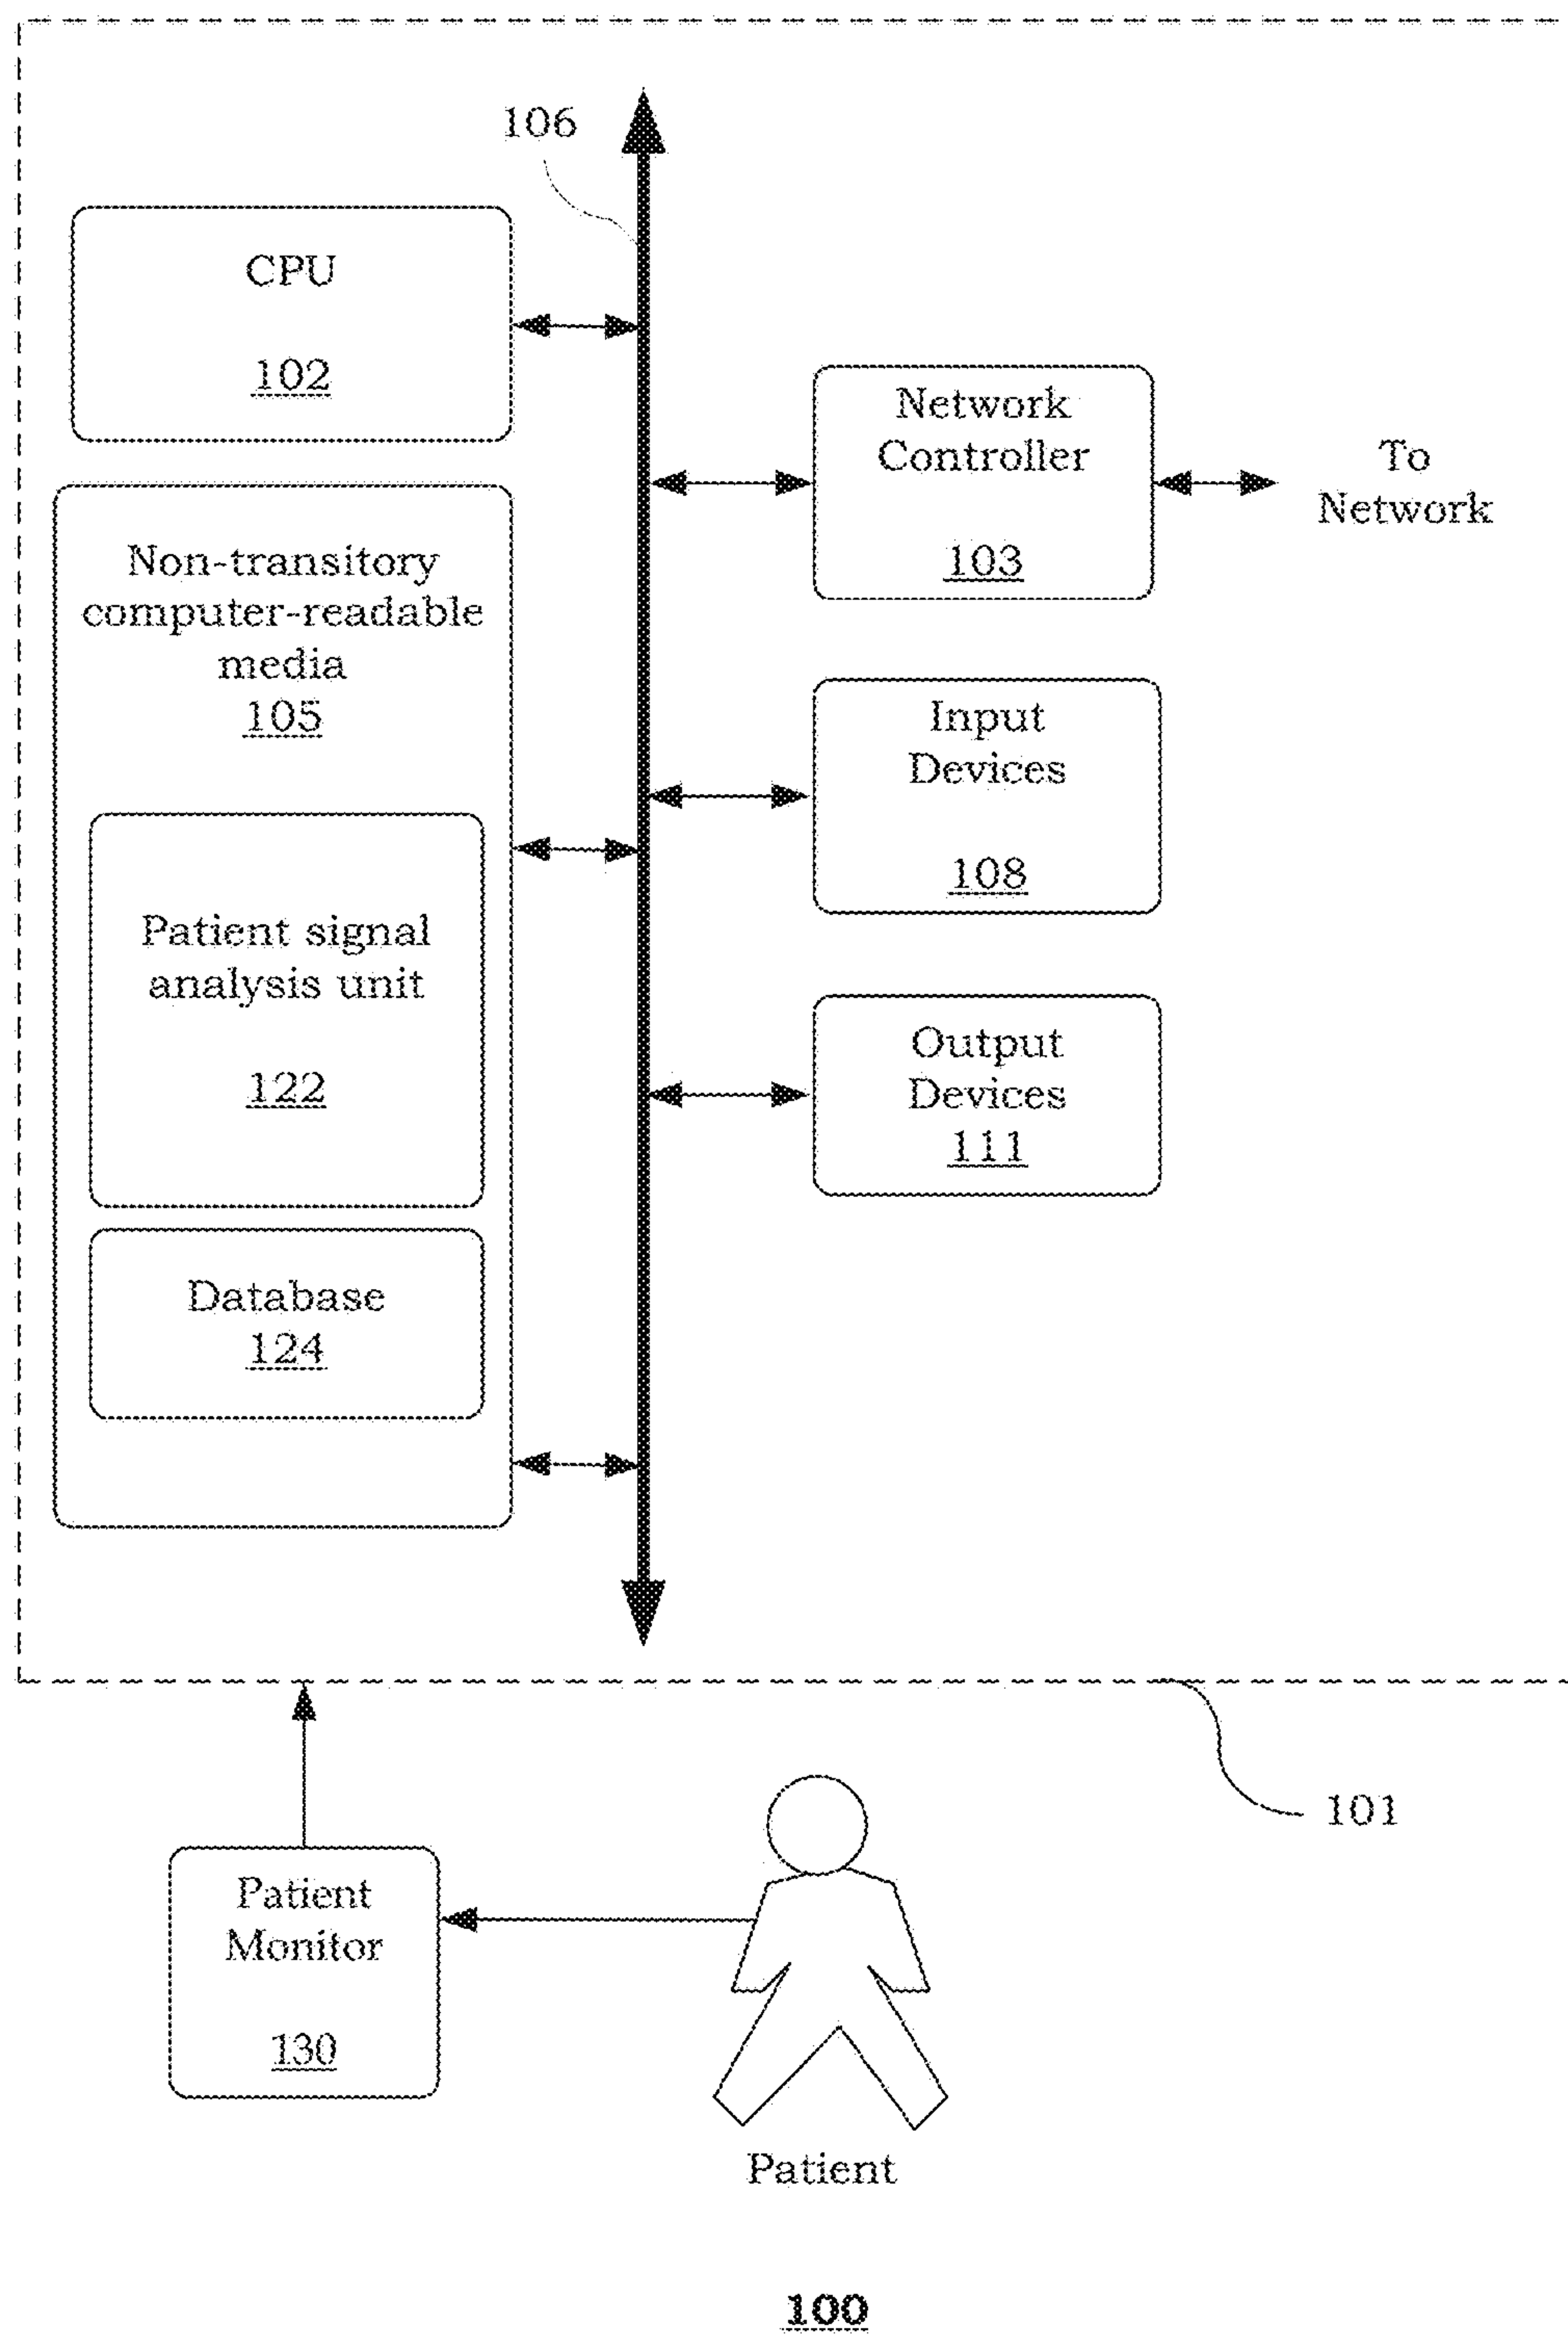 106
CPU
102
Network
Controller
103
To
Network
Non-transitory
computer-readable
media
105
Input
Devices
108
Patient signal
analysis unit
122
Output
Devices
111
Database
124
101
Patient
Monitor
130
Patient
100